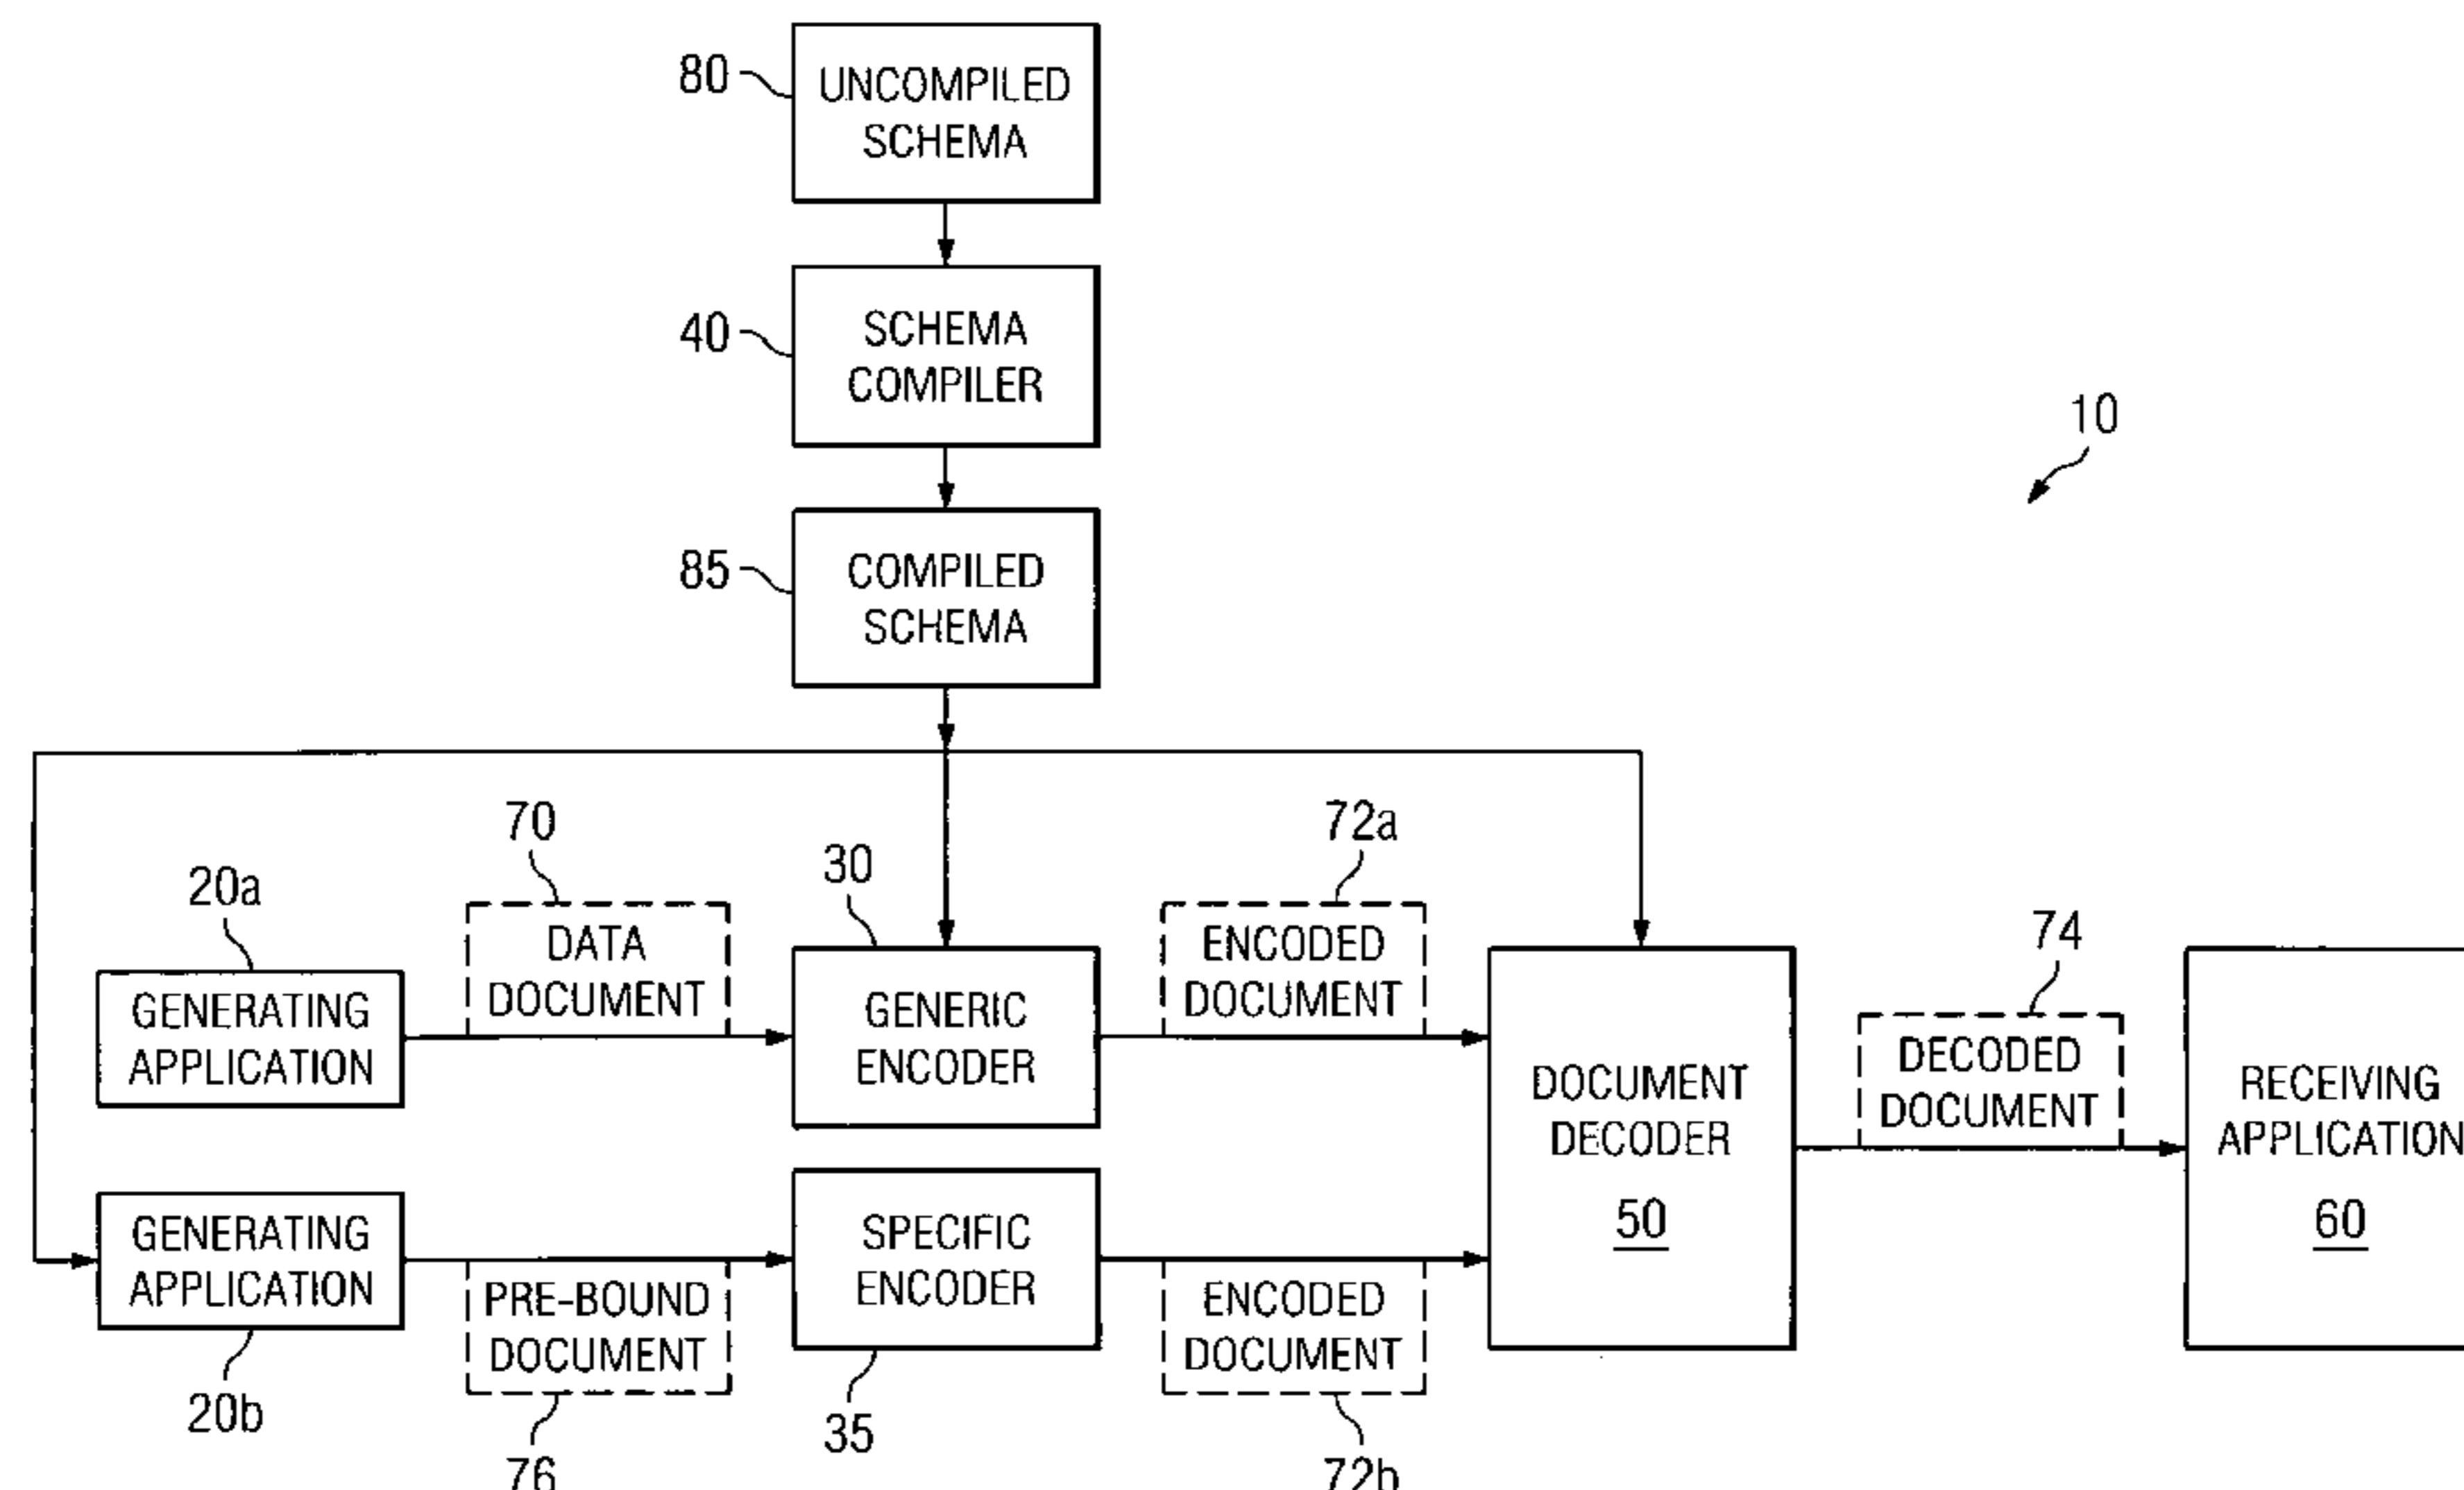 80
UNCOMPILED
SCHEMA
40
SCHEMA
COMPILER
10
85
COMPILED
SCHEMA
70
72a
30
20a
74
DATA
DOCUMENT
ENCODED
DOCUMENT
GENERATING
APPLICATION
GENERIC
ENCODER
DECODED
DOCUMENT
DOCUMENT
DECODER
50
RECEIVING
APPLICATION
60
GENERATING
APPLICATION
SPECIFIC
ENCODER
PRE-BOUND
DOCUMENT
ENCODED
DOCUMENT
20b
35
76
72b